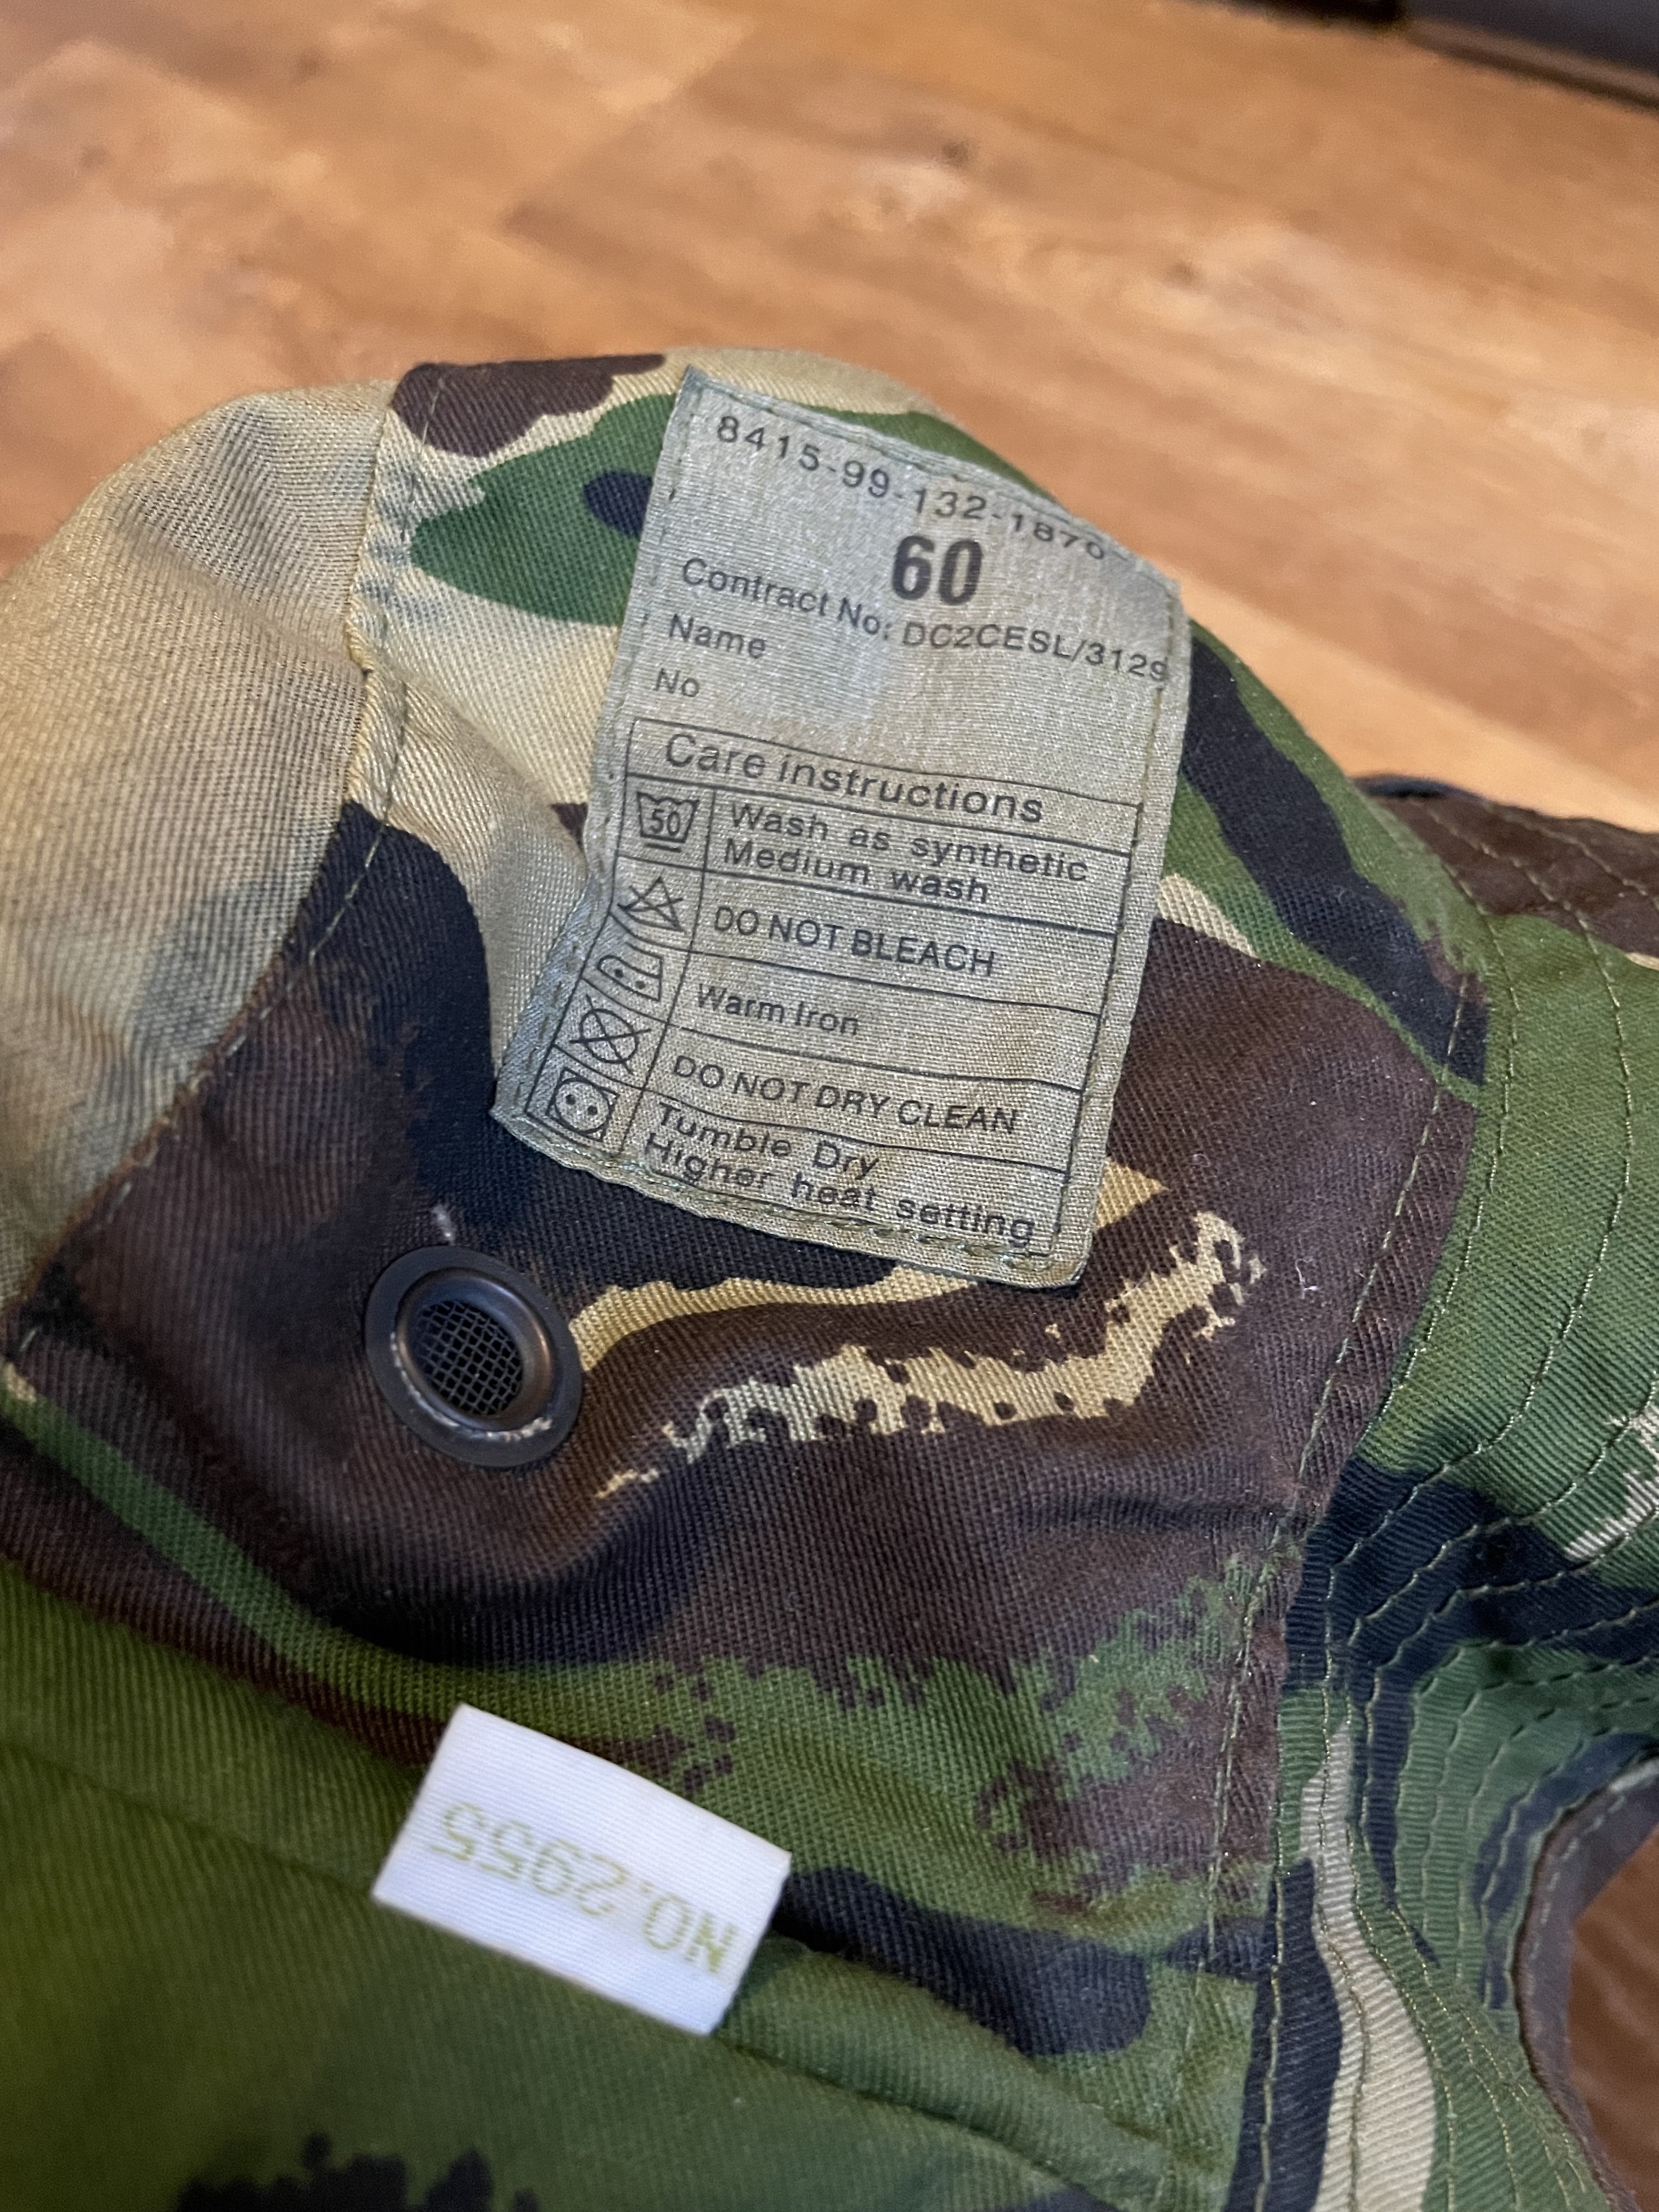 8415-99-132-1870
60
Contract No: DC2CESL/3129
Name
No
Care instructions
50
Wash as synthetic
Medium wash
DO NOT BLEACH
Warm Iron
DO NOT DRY CLEAN
Tumble Dry
Higher heat setting
NO.2955